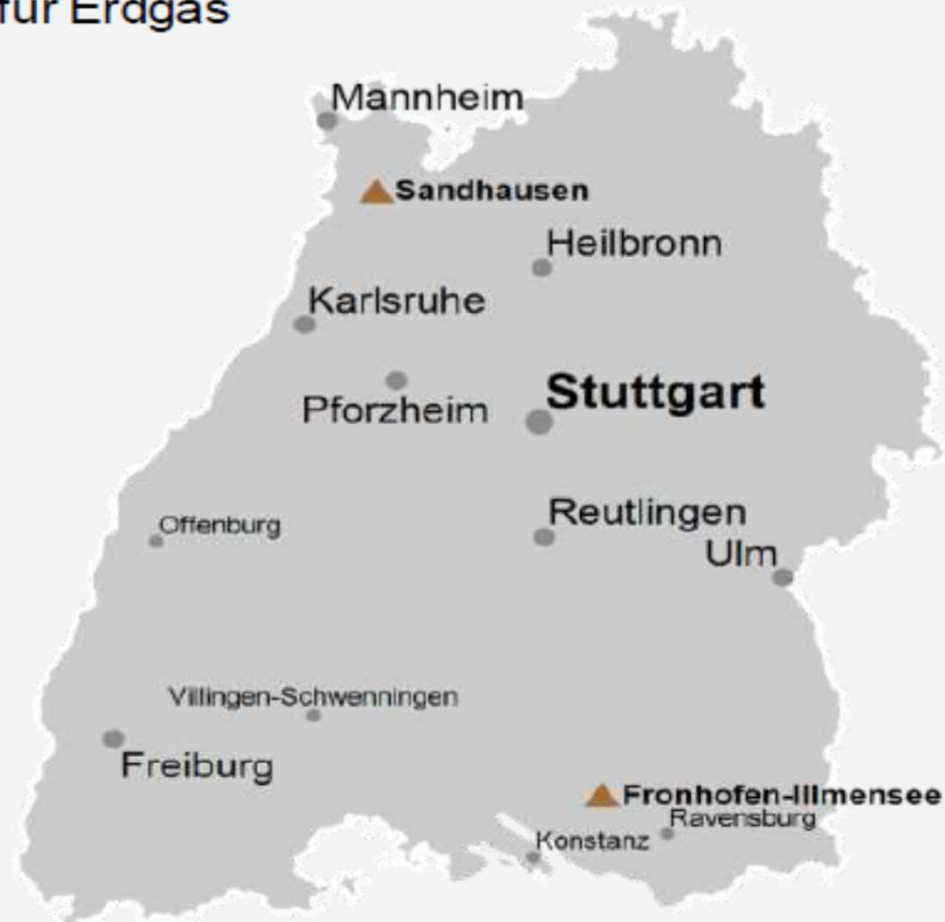 für Erdgas
Mannheim
Sandhausen
Heilbronn
Karlsruhe
Stuttgart
Pforzheim
Reutlingen
Offenburg
Ulm
Villingen-Schwenningen
Freiburg
Fronhofen-Illmensee
Ravensburg
Konstanz